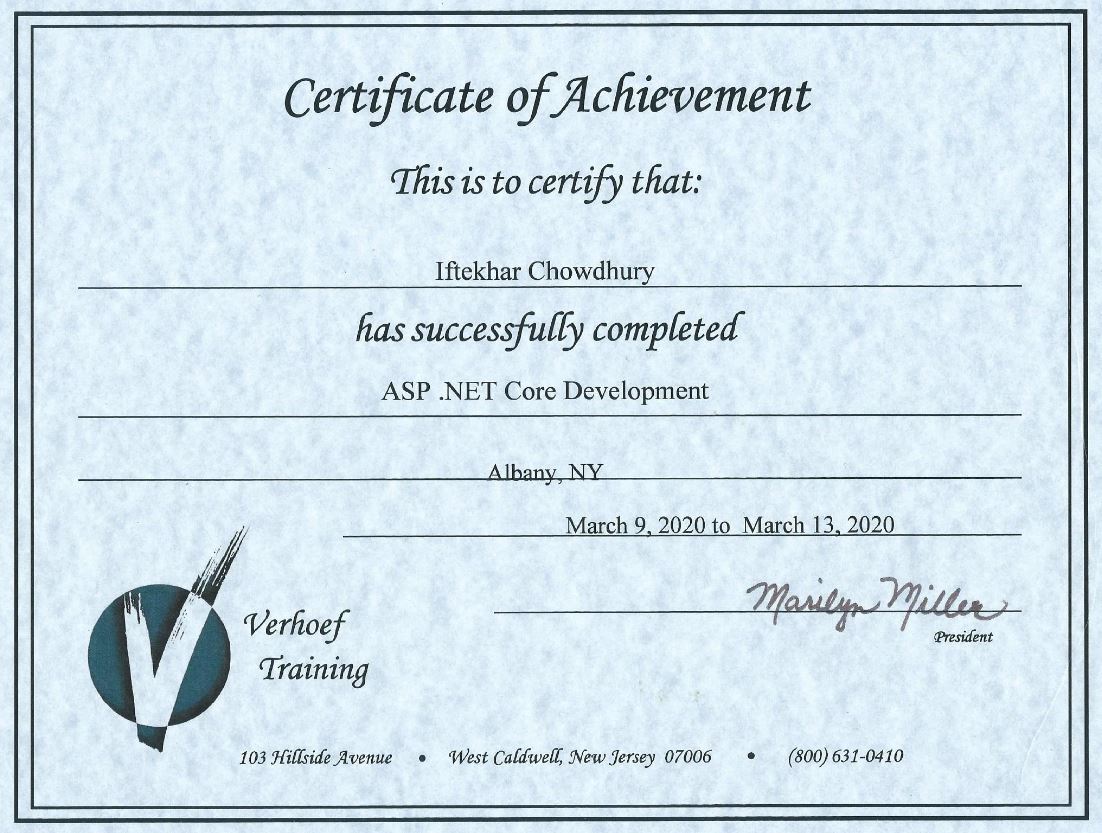 Certificate of Achievement
This is to certify that:
Iftekhar Chowdhury
has successfully completed
ASP .NET Core Development
Albany, NY
March 9, 2020 to  March 13, 2020
Marilyn Miller
President
Verhoef
Training
103 Hillside Avenue • West Caldwell, New Jersey 07006 • (800) 631-0410